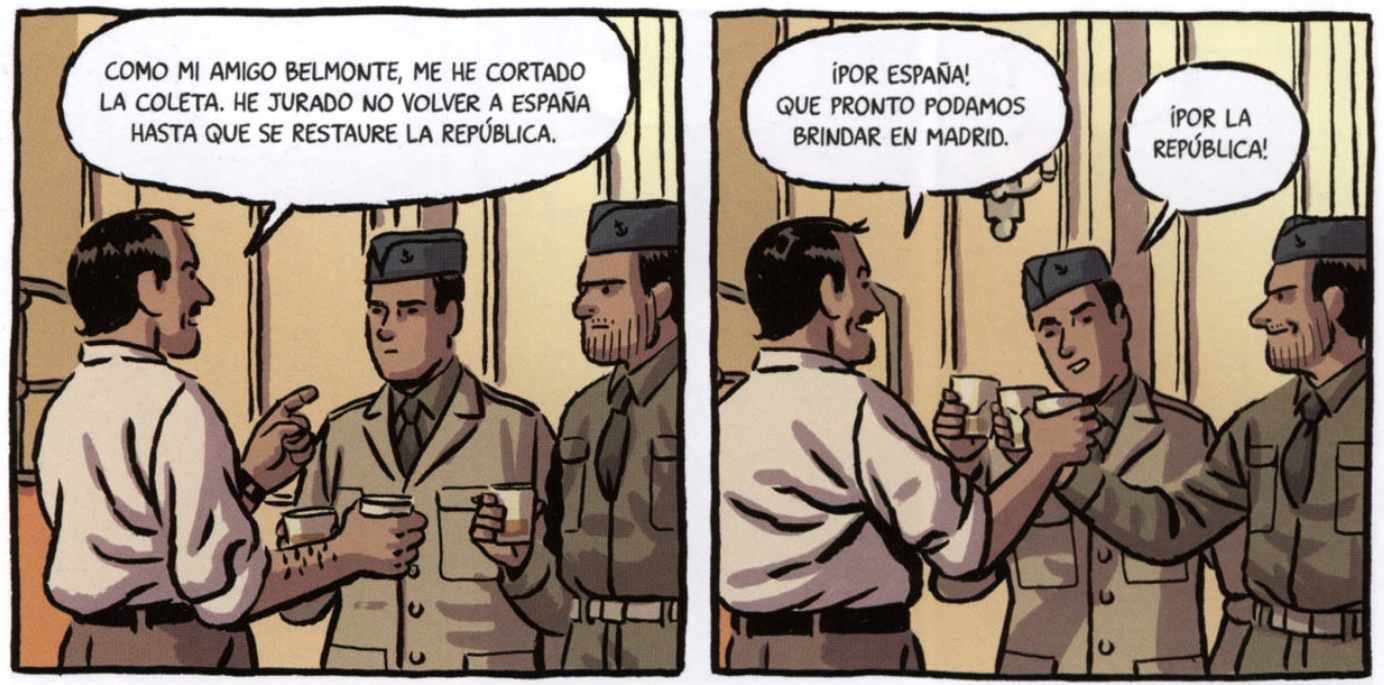 COMO MI AMIGO BELMONTE, ME HE CORTADO
LA COLETA. HE JURADO NO VOLVER A ESPAÑA
HASTA QUE SE RESTAURE LA REPÚBLICA.
¡POR ESPAÑA!
QUE PRONTO PODAMOS
BRINDAR EN MADRID.
¡POR LA
REPÚBLICA!